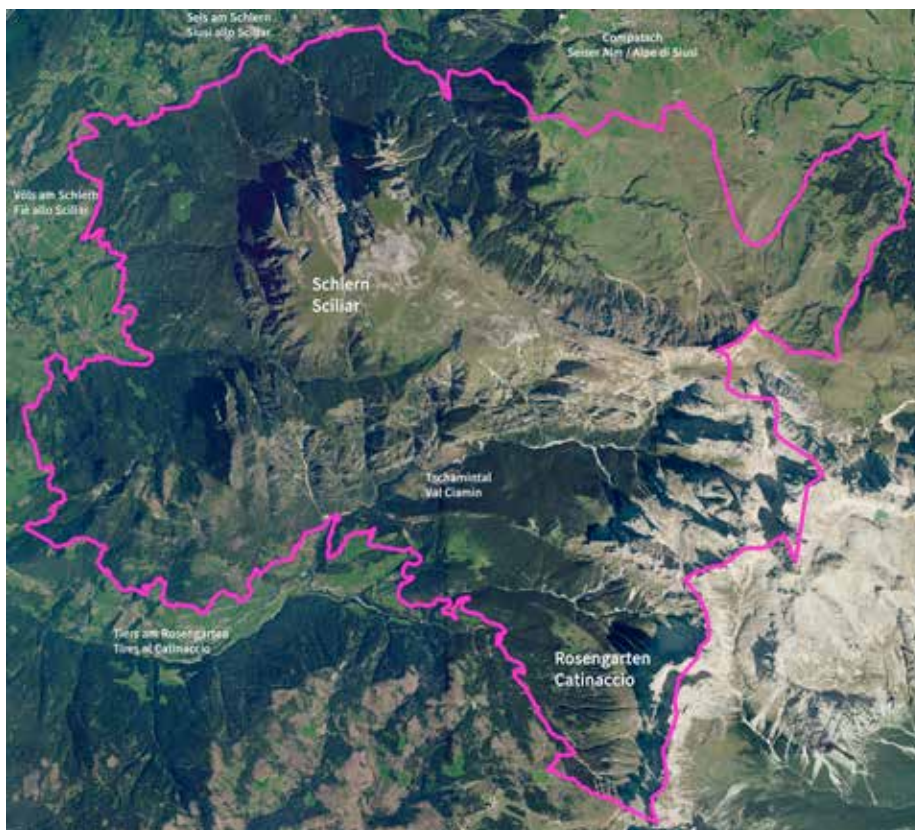 Seis am Schlern
Siusi allo Sciliar
Compatsch
Seiser Alm / Alpe di Siusi
Völs am Schlern
Fiè allo Sciliar
Schlern
Sciliar
Tschamintal
Val Ciamin
Tiers am Rosengarten
Tires al Catinaccio
Rosengarten
Catinaccio